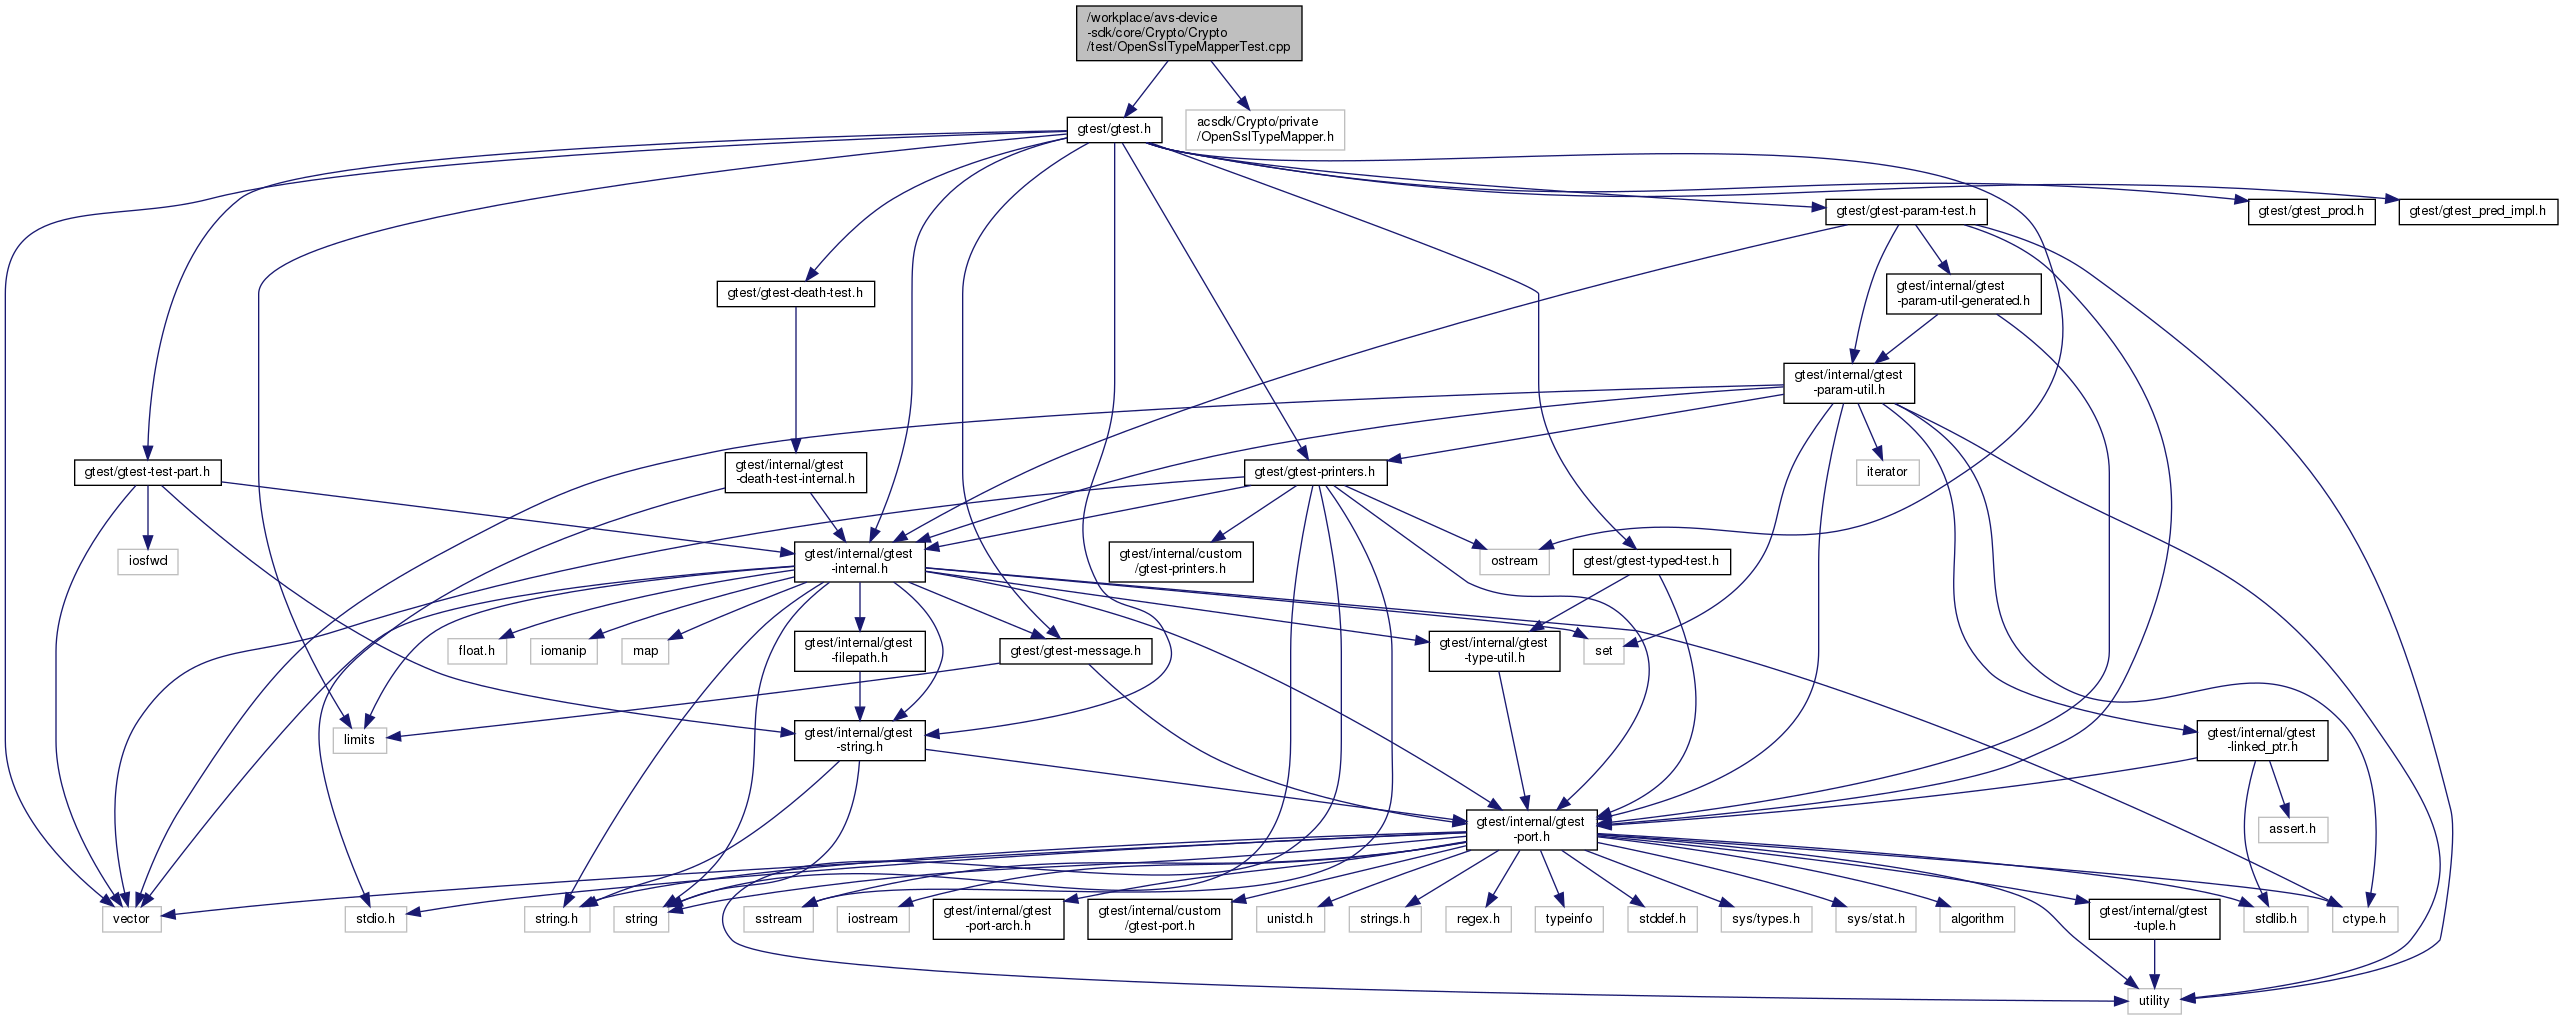 /workplace/avs-device
-sdk/core/Crypto/Crypto
/test/OpenSslTypeMapperTest.cpp
gtest/gtest.h
acsdk/Crypto/private
/OpenSslTypeMapper.h
gtest/gtest-param-test.h
gtest/gtest_prod.h
gtest/gtest_pred_impl.h
gtest/gtest-death-test.h
gtest/internal/gtest
-param-util-generated.h
gtest/internal/gtest
-param-util.h
gtest/gtest-test-part.h
gtest/internal/gtest
-death-test-internal.h
gtest/gtest-printers.h
iterator
iosfwd
gtest/internal/gtest
-internal.h
gtest/internal/custom
/gtest-printers.h
ostream
gtest/gtest-typed-test.h
float.h
iomanip
map
gtest/internal/gtest
-filepath.h
gtest/gtest-message.h
gtest/internal/gtest
-type-util.h
set
limits
gtest/internal/gtest
-string.h
gtest/internal/gtest
-linked_ptr.h
gtest/internal/gtest
-port.h
assert.h
vector
stdio.h
string.h
string
sstream
iostream
gtest/internal/gtest
-port-arch.h
gtest/internal/custom
/gtest-port.h
unistd.h
strings.h
regex.h
typeinfo
stddef.h
sys/types.h
sys/stat.h
algorithm
gtest/internal/gtest
-tuple.h
stdlib.h
ctype.h
utility